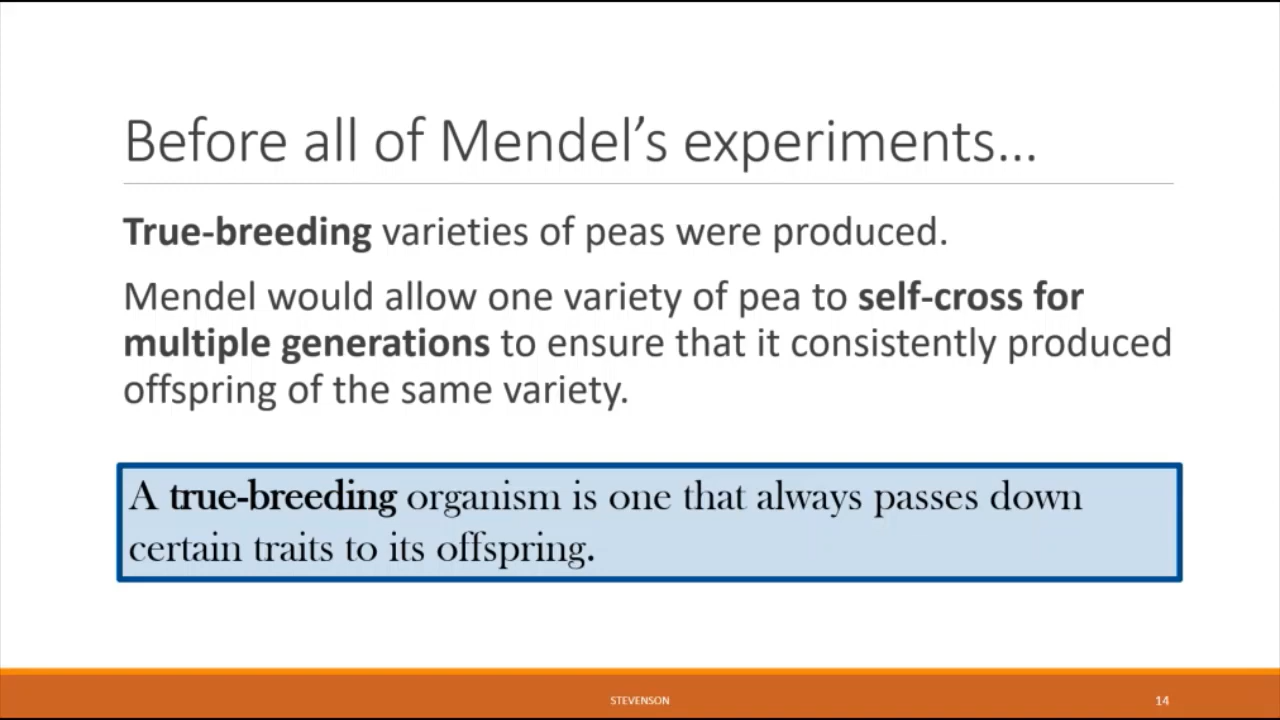 Before all of Mendel’s experiments…
True-breeding varieties of peas were produced.
Mendel would allow one variety of pea to self-cross for
multiple generations to ensure that it consistently produced
offspring of the same variety.
A true-breeding organism is one that always passes down
certain traits to its offspring.
STEVENSON
14